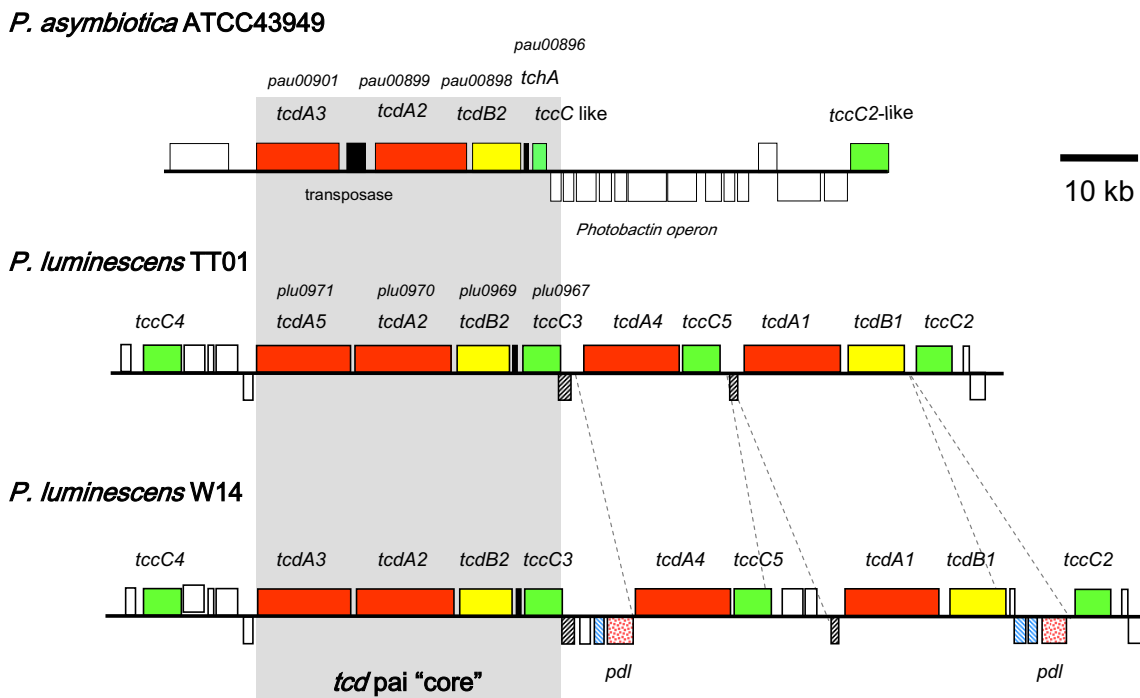 P. asymbiotica ATCC43949
pau00896
pau00901 pau00899 pau00898 tchA
tcdA3 tcdA2 tcdB2 tccC like tccC2-like
transposase
10 kb
Photobactin operon
P. luminescens TT01
plu0971 plu0970 plu0969 plu0967
tccC4 tcdA5 tcdA2 tcdB2 tccC3 tcdA4 tccC5 tcdA1 tcdB1 tccC2
P. luminescens W14
tccC4 tcdA3 tcdA2 tcdB2 tccC3 tcdA4 tccC5 tcdA1 tcdB1 tccC2
pdl pdl
tcd pai “core”